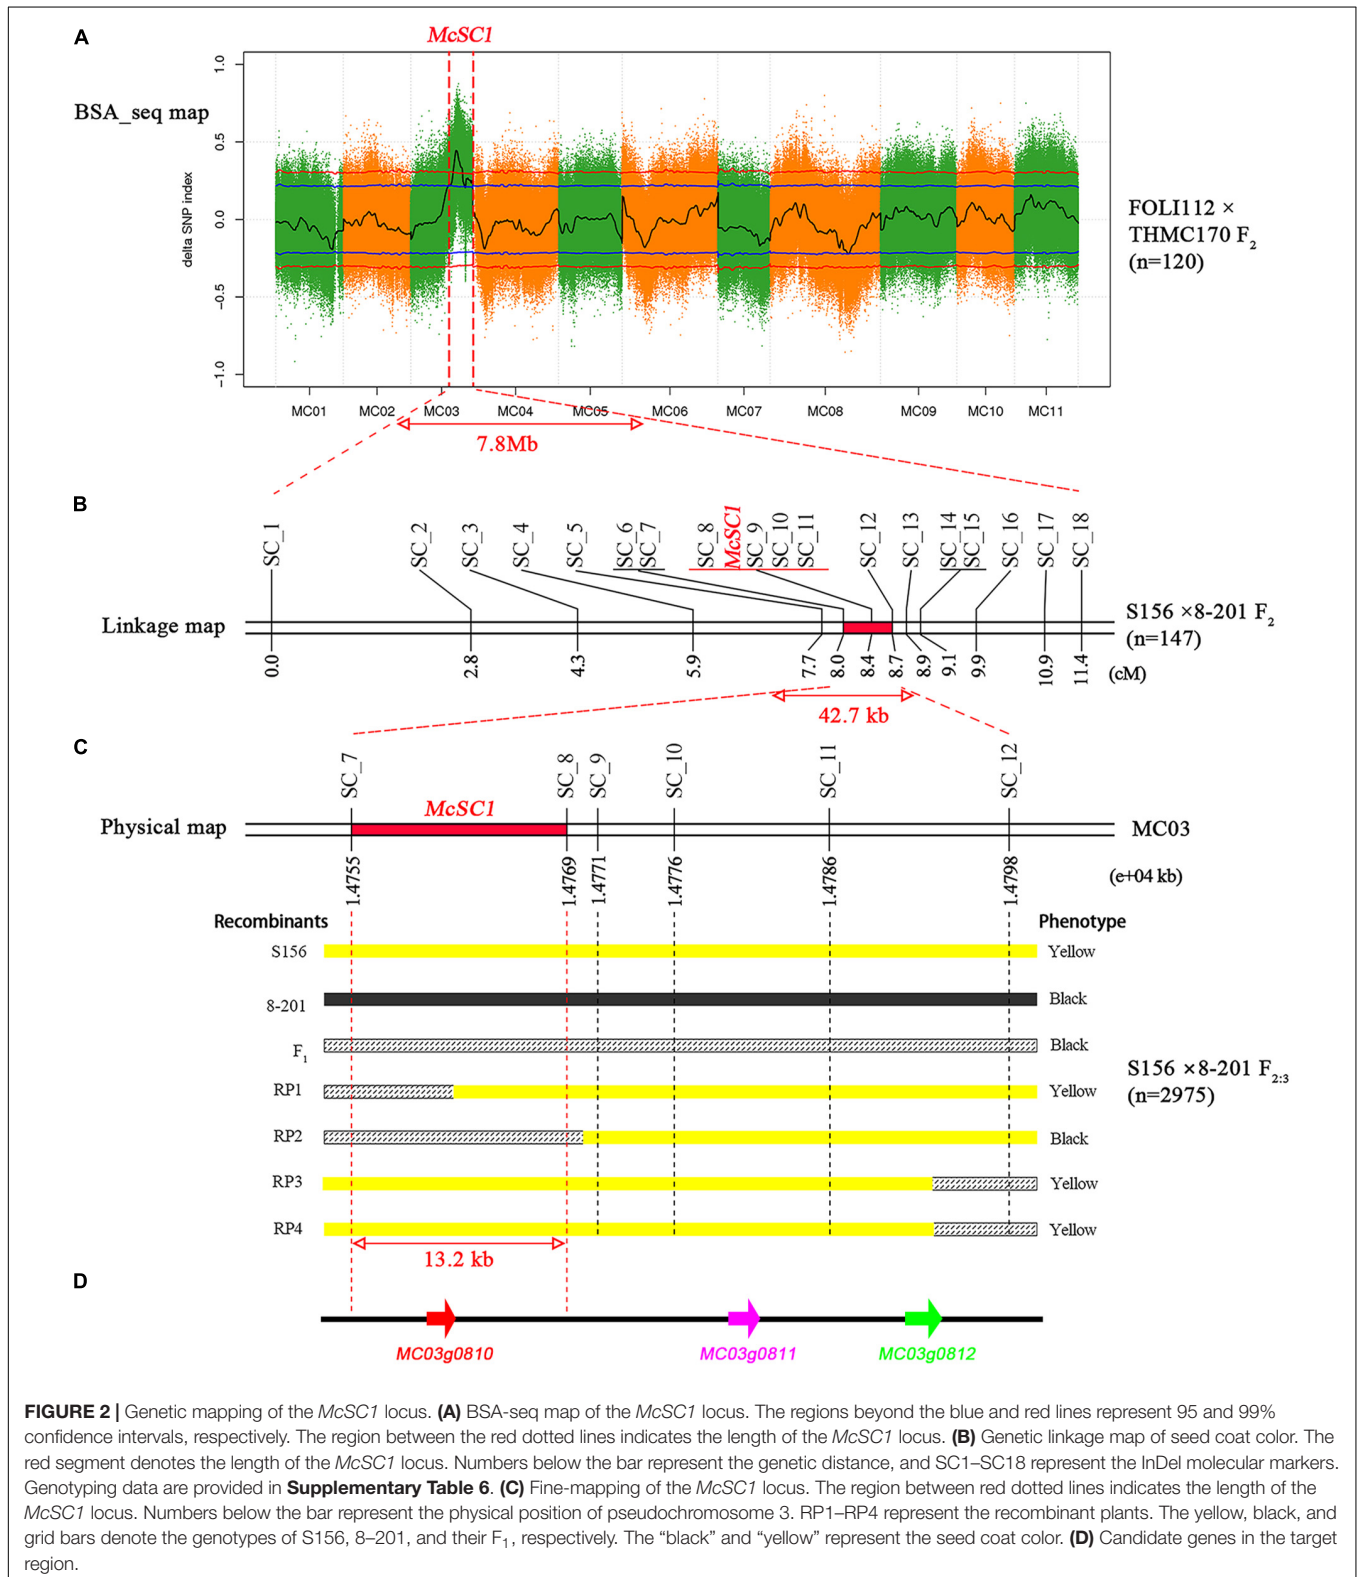 A
McSC1
BSA_seq map
delta SNP index
1.0
0.5
0.0
−0.5
−1.0
MC01 MC02 MC03 MC04 MC05 MC06 MC07 MC08 MC09 MC10 MC11
FOLI112 ×
THMC170 F2
(n=120)
7.8Mb
B
SC_1 SC_2 SC_3 SC_4 SC_5 SC_6 SC_7 SC_8 McSC1 SC_9 SC_10 SC_11 SC_12 SC_13 SC_14 SC_15 SC_16 SC_17 SC_18
Linkage map
S156 ×8-201 F2
(n=147)
0.0 2.8 4.3 5.9 7.7 8.0 8.4 8.7 8.9 9.1 9.9 10.9 11.4 (cM)
42.7 kb
C
SC_7 SC_8 SC_9 SC_10 SC_11 SC_12
McSC1
Physical map
MC03
1.4755 1.4769 1.4771 1.4776 1.4786 1.4798 (e+04 kb)
Recombinants Phenotype
S156 Yellow
8-201 Black
F1 Black
RP1 Yellow
RP2 Black
RP3 Yellow
RP4 Yellow
S156 ×8-201 F2:3
(n=2975)
13.2 kb
D
MC03g0810 MC03g0811 MC03g0812
FIGURE 2 | Genetic mapping of the McSC1 locus. (A) BSA-seq map of the McSC1 locus. The regions beyond the blue and red lines represent 95 and 99%
confidence intervals, respectively. The region between the red dotted lines indicates the length of the McSC1 locus. (B) Genetic linkage map of seed coat color. The
red segment denotes the length of the McSC1 locus. Numbers below the bar represent the genetic distance, and SC1–SC18 represent the InDel molecular markers.
Genotyping data are provided in Supplementary Table 6. (C) Fine-mapping of the McSC1 locus. The region between red dotted lines indicates the length of the
McSC1 locus. Numbers below the bar represent the physical position of pseudochromosome 3. RP1–RP4 represent the recombinant plants. The yellow, black, and
grid bars denote the genotypes of S156, 8–201, and their F1, respectively. The “black” and “yellow” represent the seed coat color. (D) Candidate genes in the target
region.